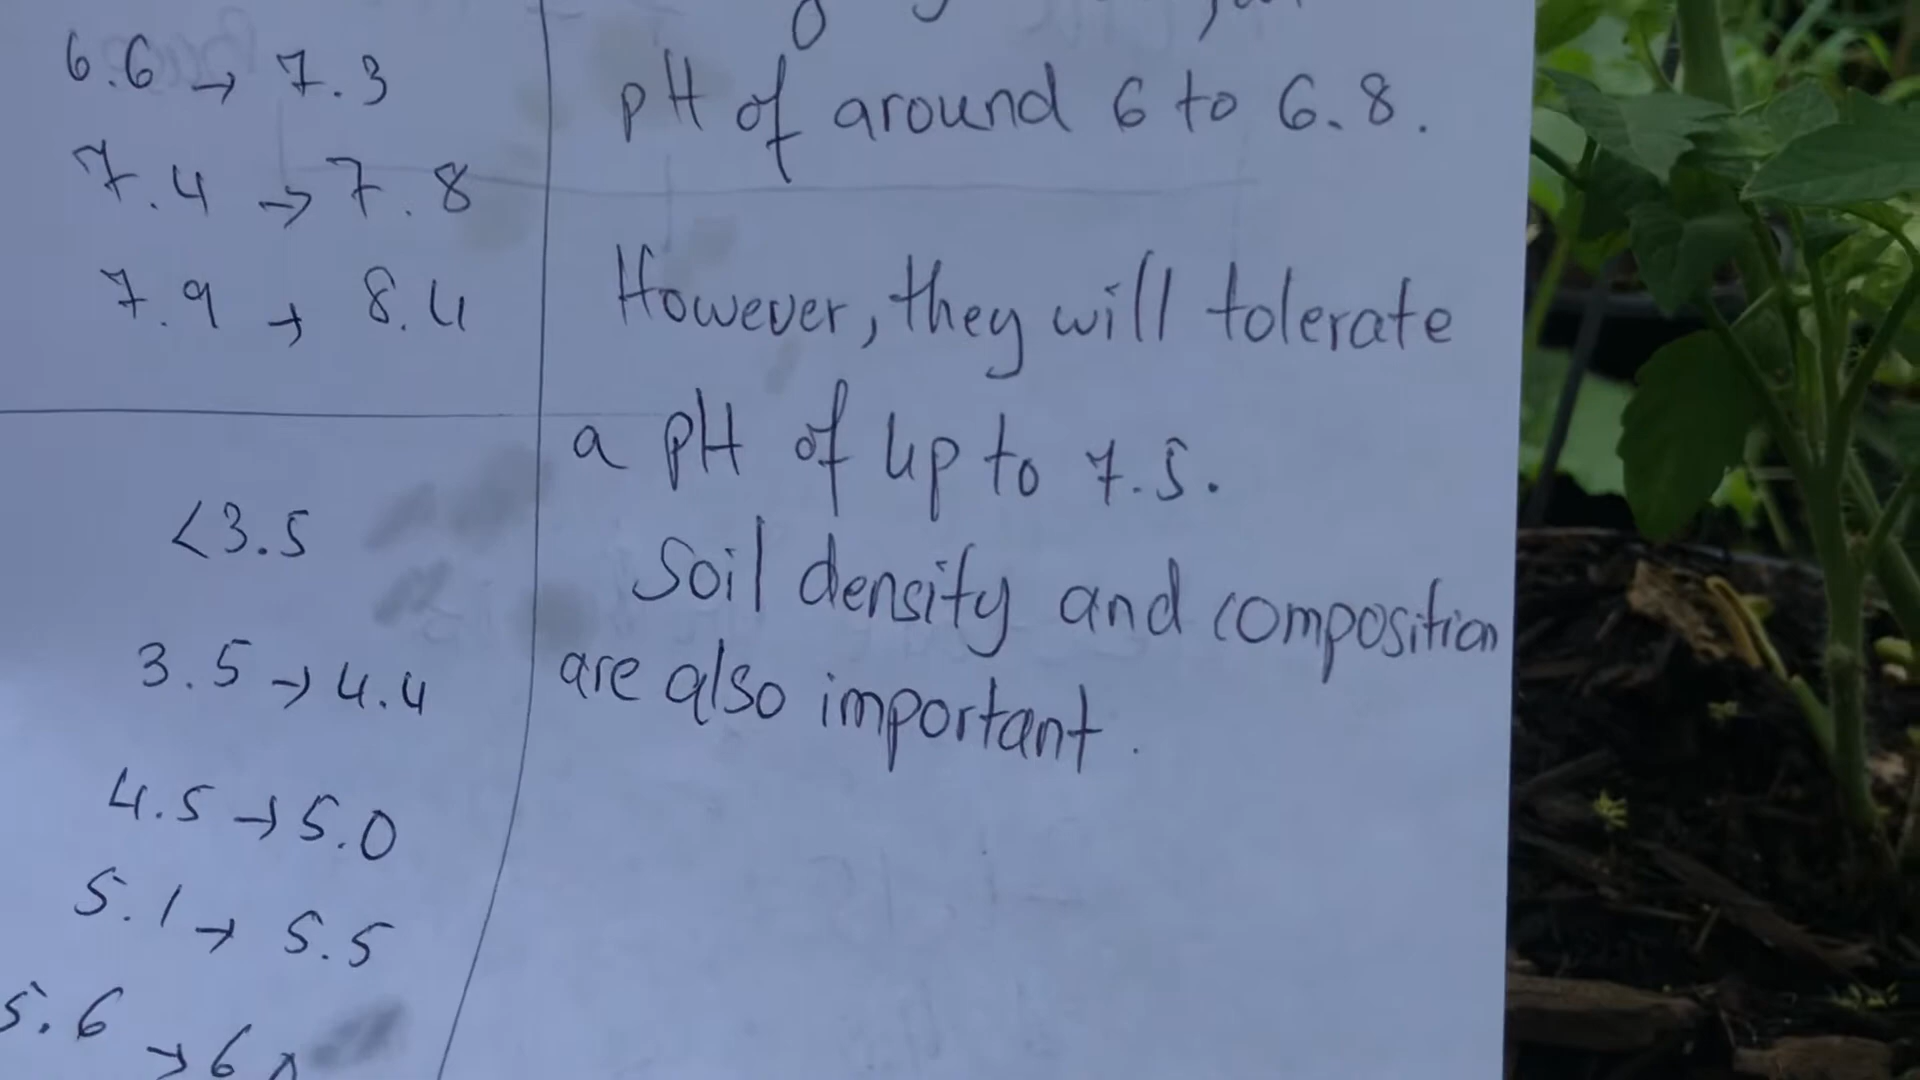 6.6 → 7.3
7.4 → 7.8
7.9 → 8.4
<3.5
3.5 → 4.4
4.5 → 5.0
5.1 → 5.5
5.6 → 6
pH of around 6 to 6.8.
However, they will tolerate
a pH of up to 7.5.
Soil density and composition
are also important.